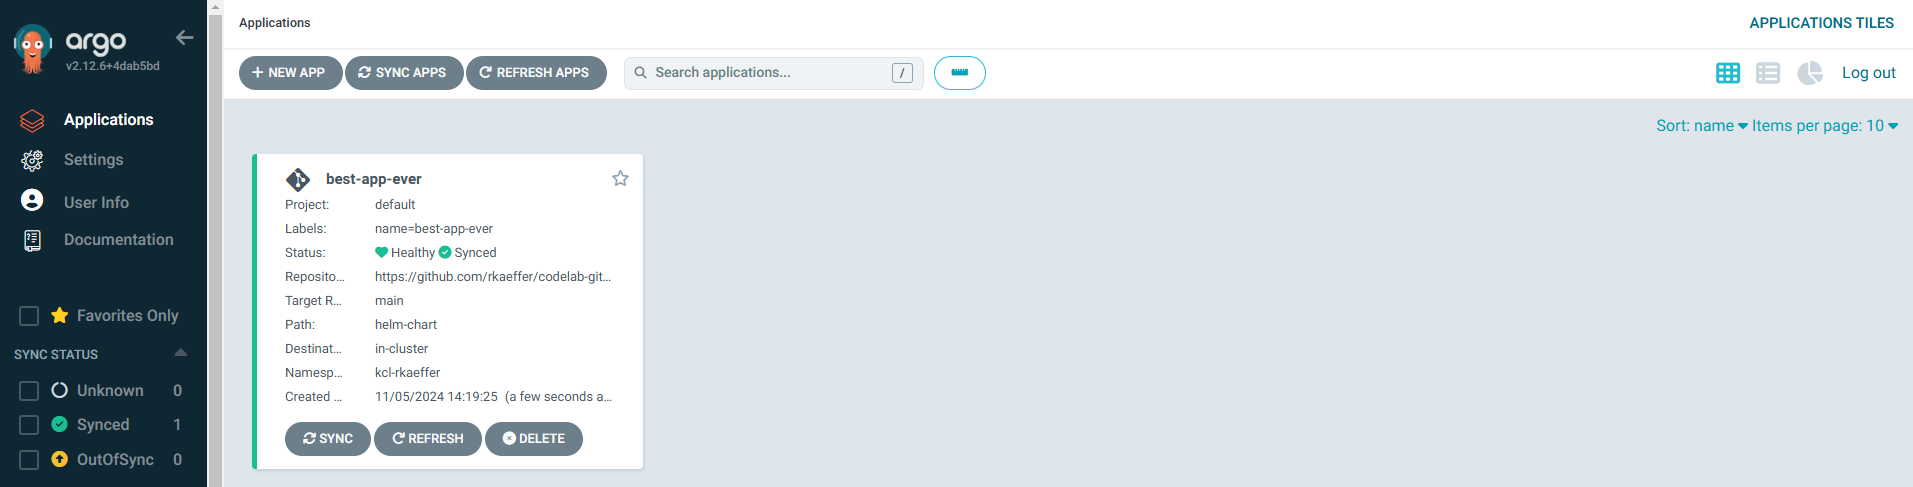 argo
v2.12.6+4dab5bd
Applications
Settings
User Info
Documentation
Favorites Only
SYNC STATUS
Unknown 0
Synced 1
OutOfSync 0
Applications
APPLICATIONS TILES
NEW APP
SYNC APPS
REFRESH APPS
Search applications...
/
Log out
Sort: name
Items per page: 10
best-app-ever
Project: default
Labels: name=best-app-ever
Status: Healthy Synced
Reposito... https://github.com/rkaeffer/codelab-git...
Target R... main
Path: helm-chart
Destinat... in-cluster
Namesp... kcl-rkaeffer
Created ... 11/05/2024 14:19:25 (a few seconds a...
SYNC
REFRESH
DELETE